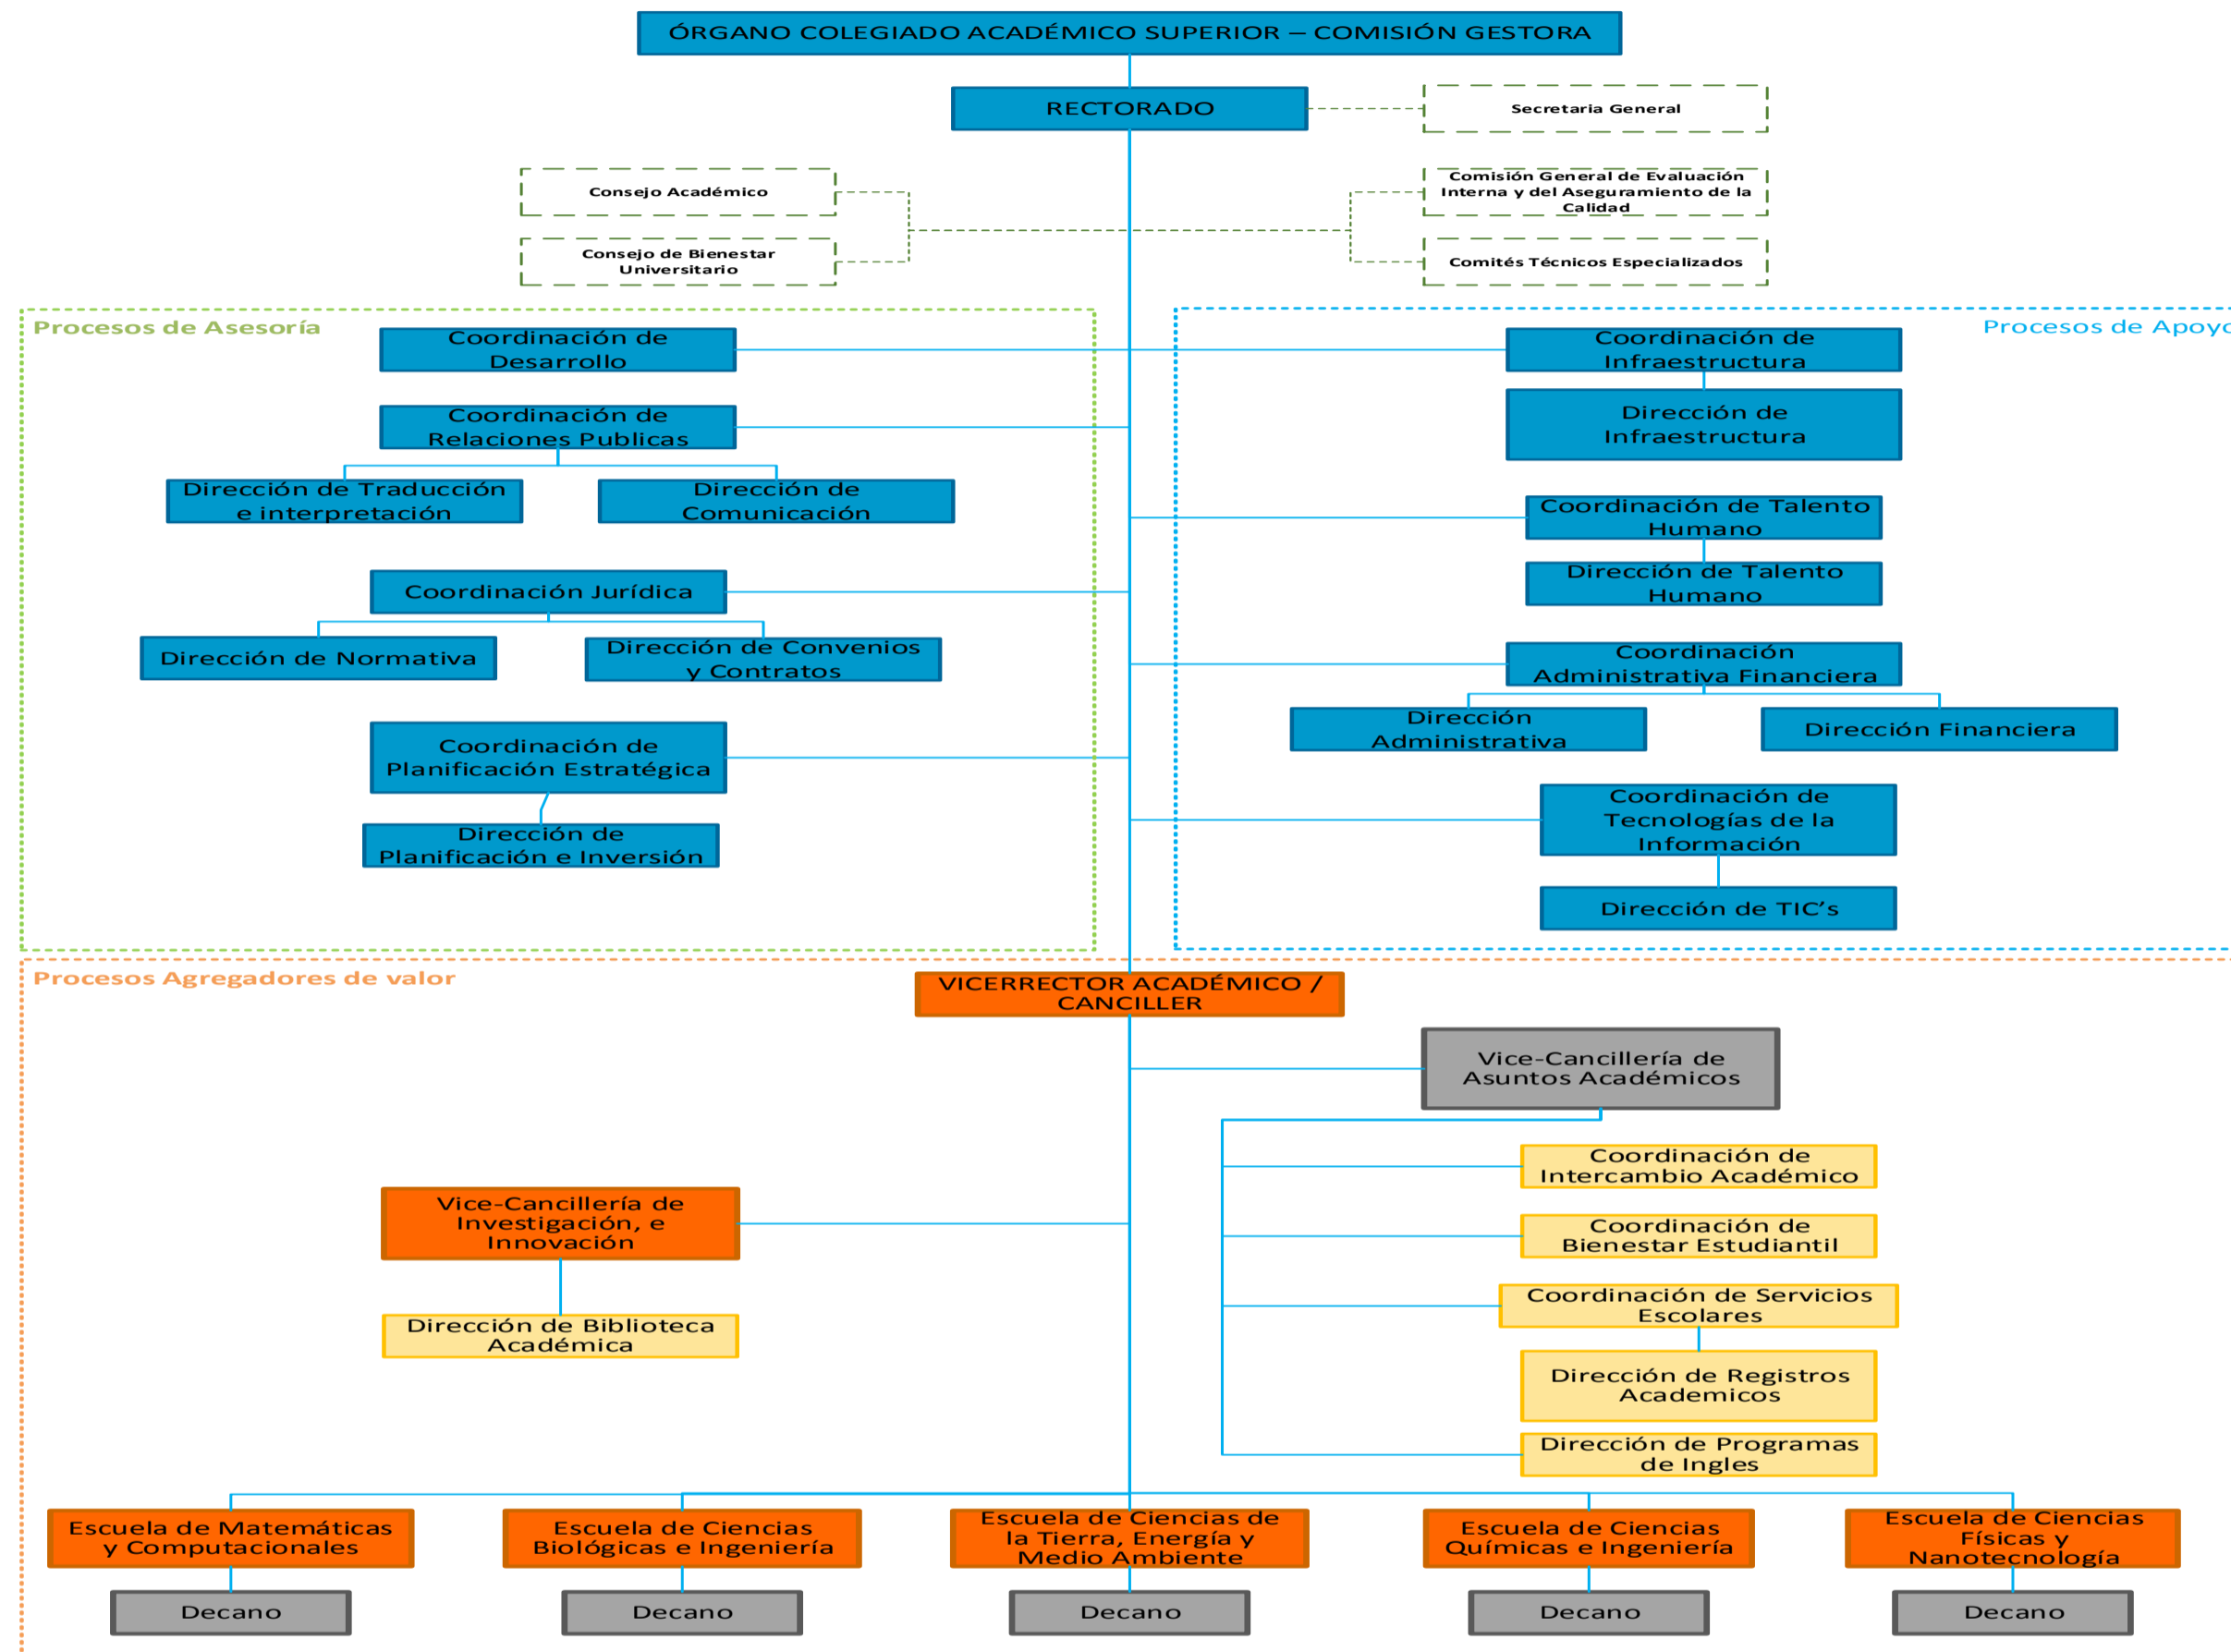 ÓRGANO COLEGIADO ACADÉMICO SUPERIOR – COMISIÓN GESTORA
RECTORADO
Secretaria General
Consejo Académico
Consejo de Bienestar
Universitario
Comisión General de Evaluación
Interna y del Aseguramiento de la
Calidad
Comités Técnicos Especializados
Procesos de Asesoría
Coordinación de
Desarrollo
Coordinación de
Relaciones Publicas
Dirección de Traducción
e interpretación
Dirección de
Comunicación
Coordinación Jurídica
Dirección de Normativa
Dirección de Convenios
y Contratos
Coordinación de
Planificación Estratégica
Dirección de
Planificación e Inversión
Procesos de Apoyo
Coordinación de
Infraestructura
Dirección de
Infraestructura
Coordinación de Talento
Humano
Dirección de Talento
Humano
Coordinación
Administrativa Financiera
Dirección
Administrativa
Dirección Financiera
Coordinación de
Tecnologías de la
Información
Dirección de TIC’s
Procesos Agregadores de valor
VICERRECTOR ACADÉMICO /
CANCILLER
Vice-Cancillería de
Asuntos Académicos
Coordinación de
Intercambio Académico
Coordinación de
Bienestar Estudiantil
Coordinación de Servicios
Escolares
Dirección de Registros
Academicos
Dirección de Programas
de Ingles
Vice-Cancillería de
Investigación, e
Innovación
Dirección de Biblioteca
Académica
Escuela de Matemáticas
y Computacionales
Escuela de Ciencias
Biológicas e Ingeniería
Escuela de Ciencias de
la Tierra, Energía y
Medio Ambiente
Escuela de Ciencias
Químicas e Ingeniería
Escuela de Ciencias
Físicas y
Nanotecnología
Decano
Decano
Decano
Decano
Decano